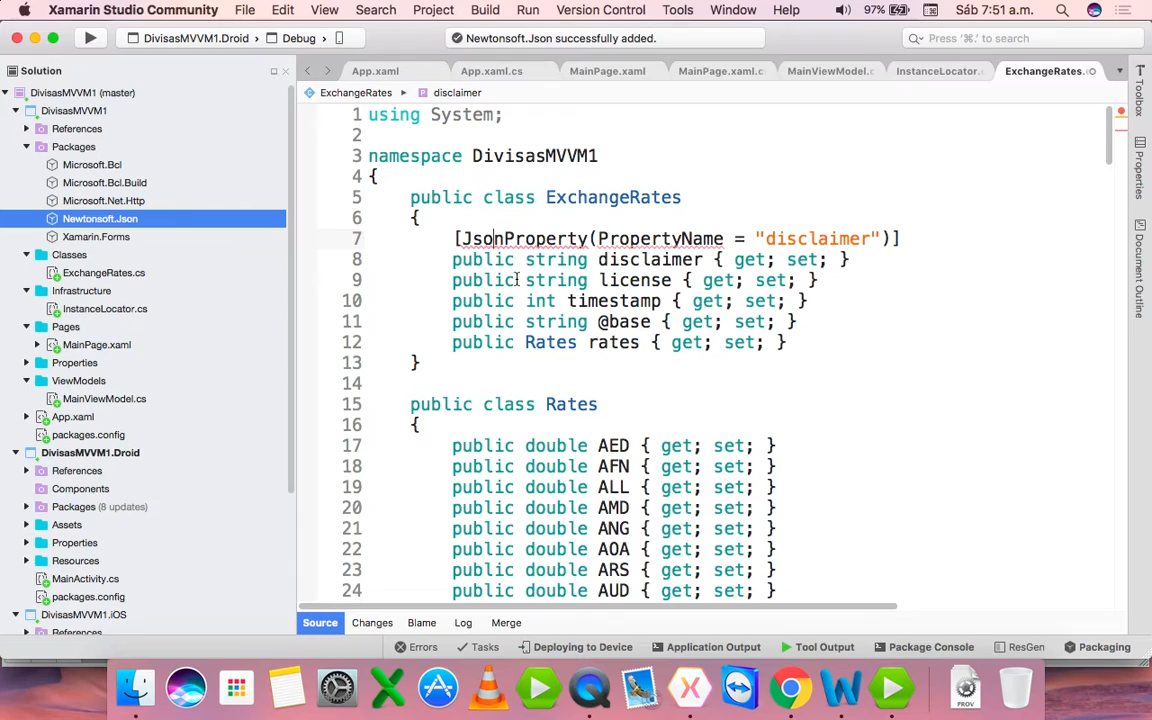 Xamarin Studio Community File Edit View Search Project Build Run Version Control Tools Window Help 97% Sáb 7:51 a.m.
DivisasMVVM1.Droid > Debug > Newtonsoft.Json successfully added. Press '⌘.' to search
Solution
DivisasMVVM1 (master)
DivisasMVVM1
References
Packages
Microsoft.Bcl
Microsoft.Bcl.Build
Microsoft.Net.Http
Newtonsoft.Json
Xamarin.Forms
Classes
ExchangeRates.cs
Infrastructure
InstanceLocator.cs
Pages
MainPage.xaml
Properties
ViewModels
MainViewModel.cs
App.xaml
packages.config
DivisasMVVM1.Droid
References
Components
Packages (8 updates)
Assets
Properties
Resources
MainActivity.cs
packages.config
DivisasMVVM1.iOS
References
App.xaml App.xaml.cs MainPage.xaml MainPage.xaml.c MainViewModel.c InstanceLocator.c ExchangeRates.
ExchangeRates disclaimer
1 using System;
2
3 namespace DivisasMVVM1
4 {
5 public class ExchangeRates
6 {
7 [JsonProperty(PropertyName = "disclaimer")]
8 public string disclaimer { get; set; }
9 public string license { get; set; }
10 public int timestamp { get; set; }
11 public string @base { get; set; }
12 public Rates rates { get; set; }
13 }
14
15 public class Rates
16 {
17 public double AED { get; set; }
18 public double AFN { get; set; }
19 public double ALL { get; set; }
20 public double AMD { get; set; }
21 public double ANG { get; set; }
22 public double AOA { get; set; }
23 public double ARS { get; set; }
24 public double AUD { get; set; }
Source Changes Blame Log Merge
Errors Tasks Deploying to Device Application Output Tool Output Package Console ResGen Packaging
Toolbox
Properties
Document Outline
PROV